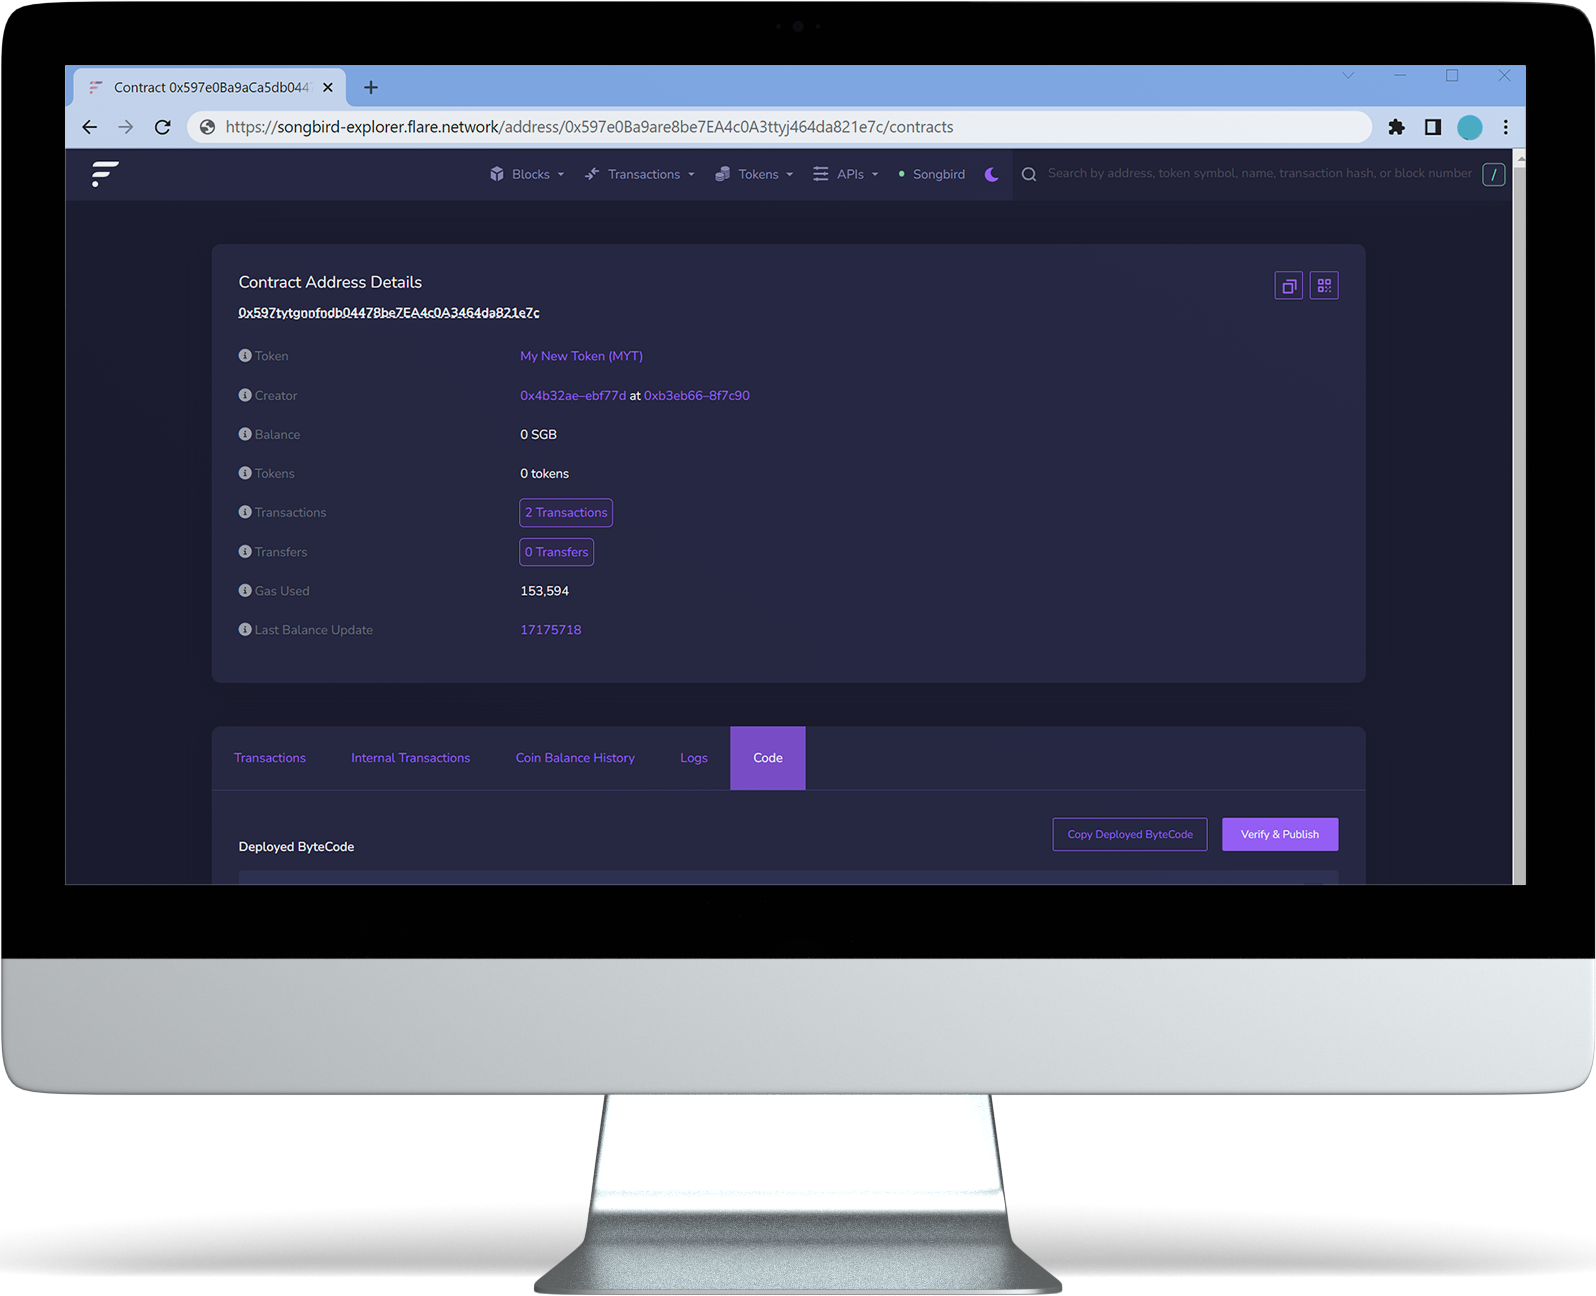 Contract 0x597e0Ba9aCa5db044
https://songbird-explorer.flare.network/address/0x597e0Ba9are8be7EA4c0A3ttyj464da821e7c/contracts
Blocks Transactions Tokens APIs Songbird Search by address, token symbol, name, transaction hash, or block number /
Contract Address Details
Token My New Token (MYT)
Creator 0x4b32ae–ebf77d at 0xb3eb66–8f7c90
Balance 0 SGB
Tokens 0 tokens
Transactions 2 Transactions
Transfers 0 Transfers
Gas Used 153,594
Last Balance Update 17175718
Transactions Internal Transactions Coin Balance History Logs Code
Deployed ByteCode Copy Deployed ByteCode Verify & Publish